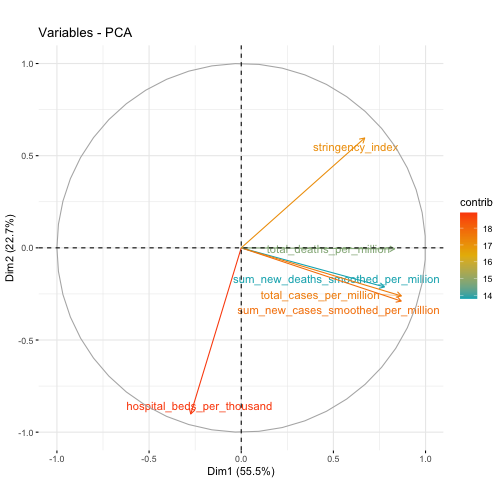 Variables - PCA
1.0
0.5
0.0
-0.5
-1.0
Dim2 (22.7%)
stringency_index
total_deaths_per_million
sum_new_deaths_smoothed_per_million
total_cases_per_million
sum_new_cases_smoothed_per_million
hospital_beds_per_thousand
-1.0
-0.5
0.0
0.5
1.0
Dim1 (55.5%)
contrib
18
17
16
15
14